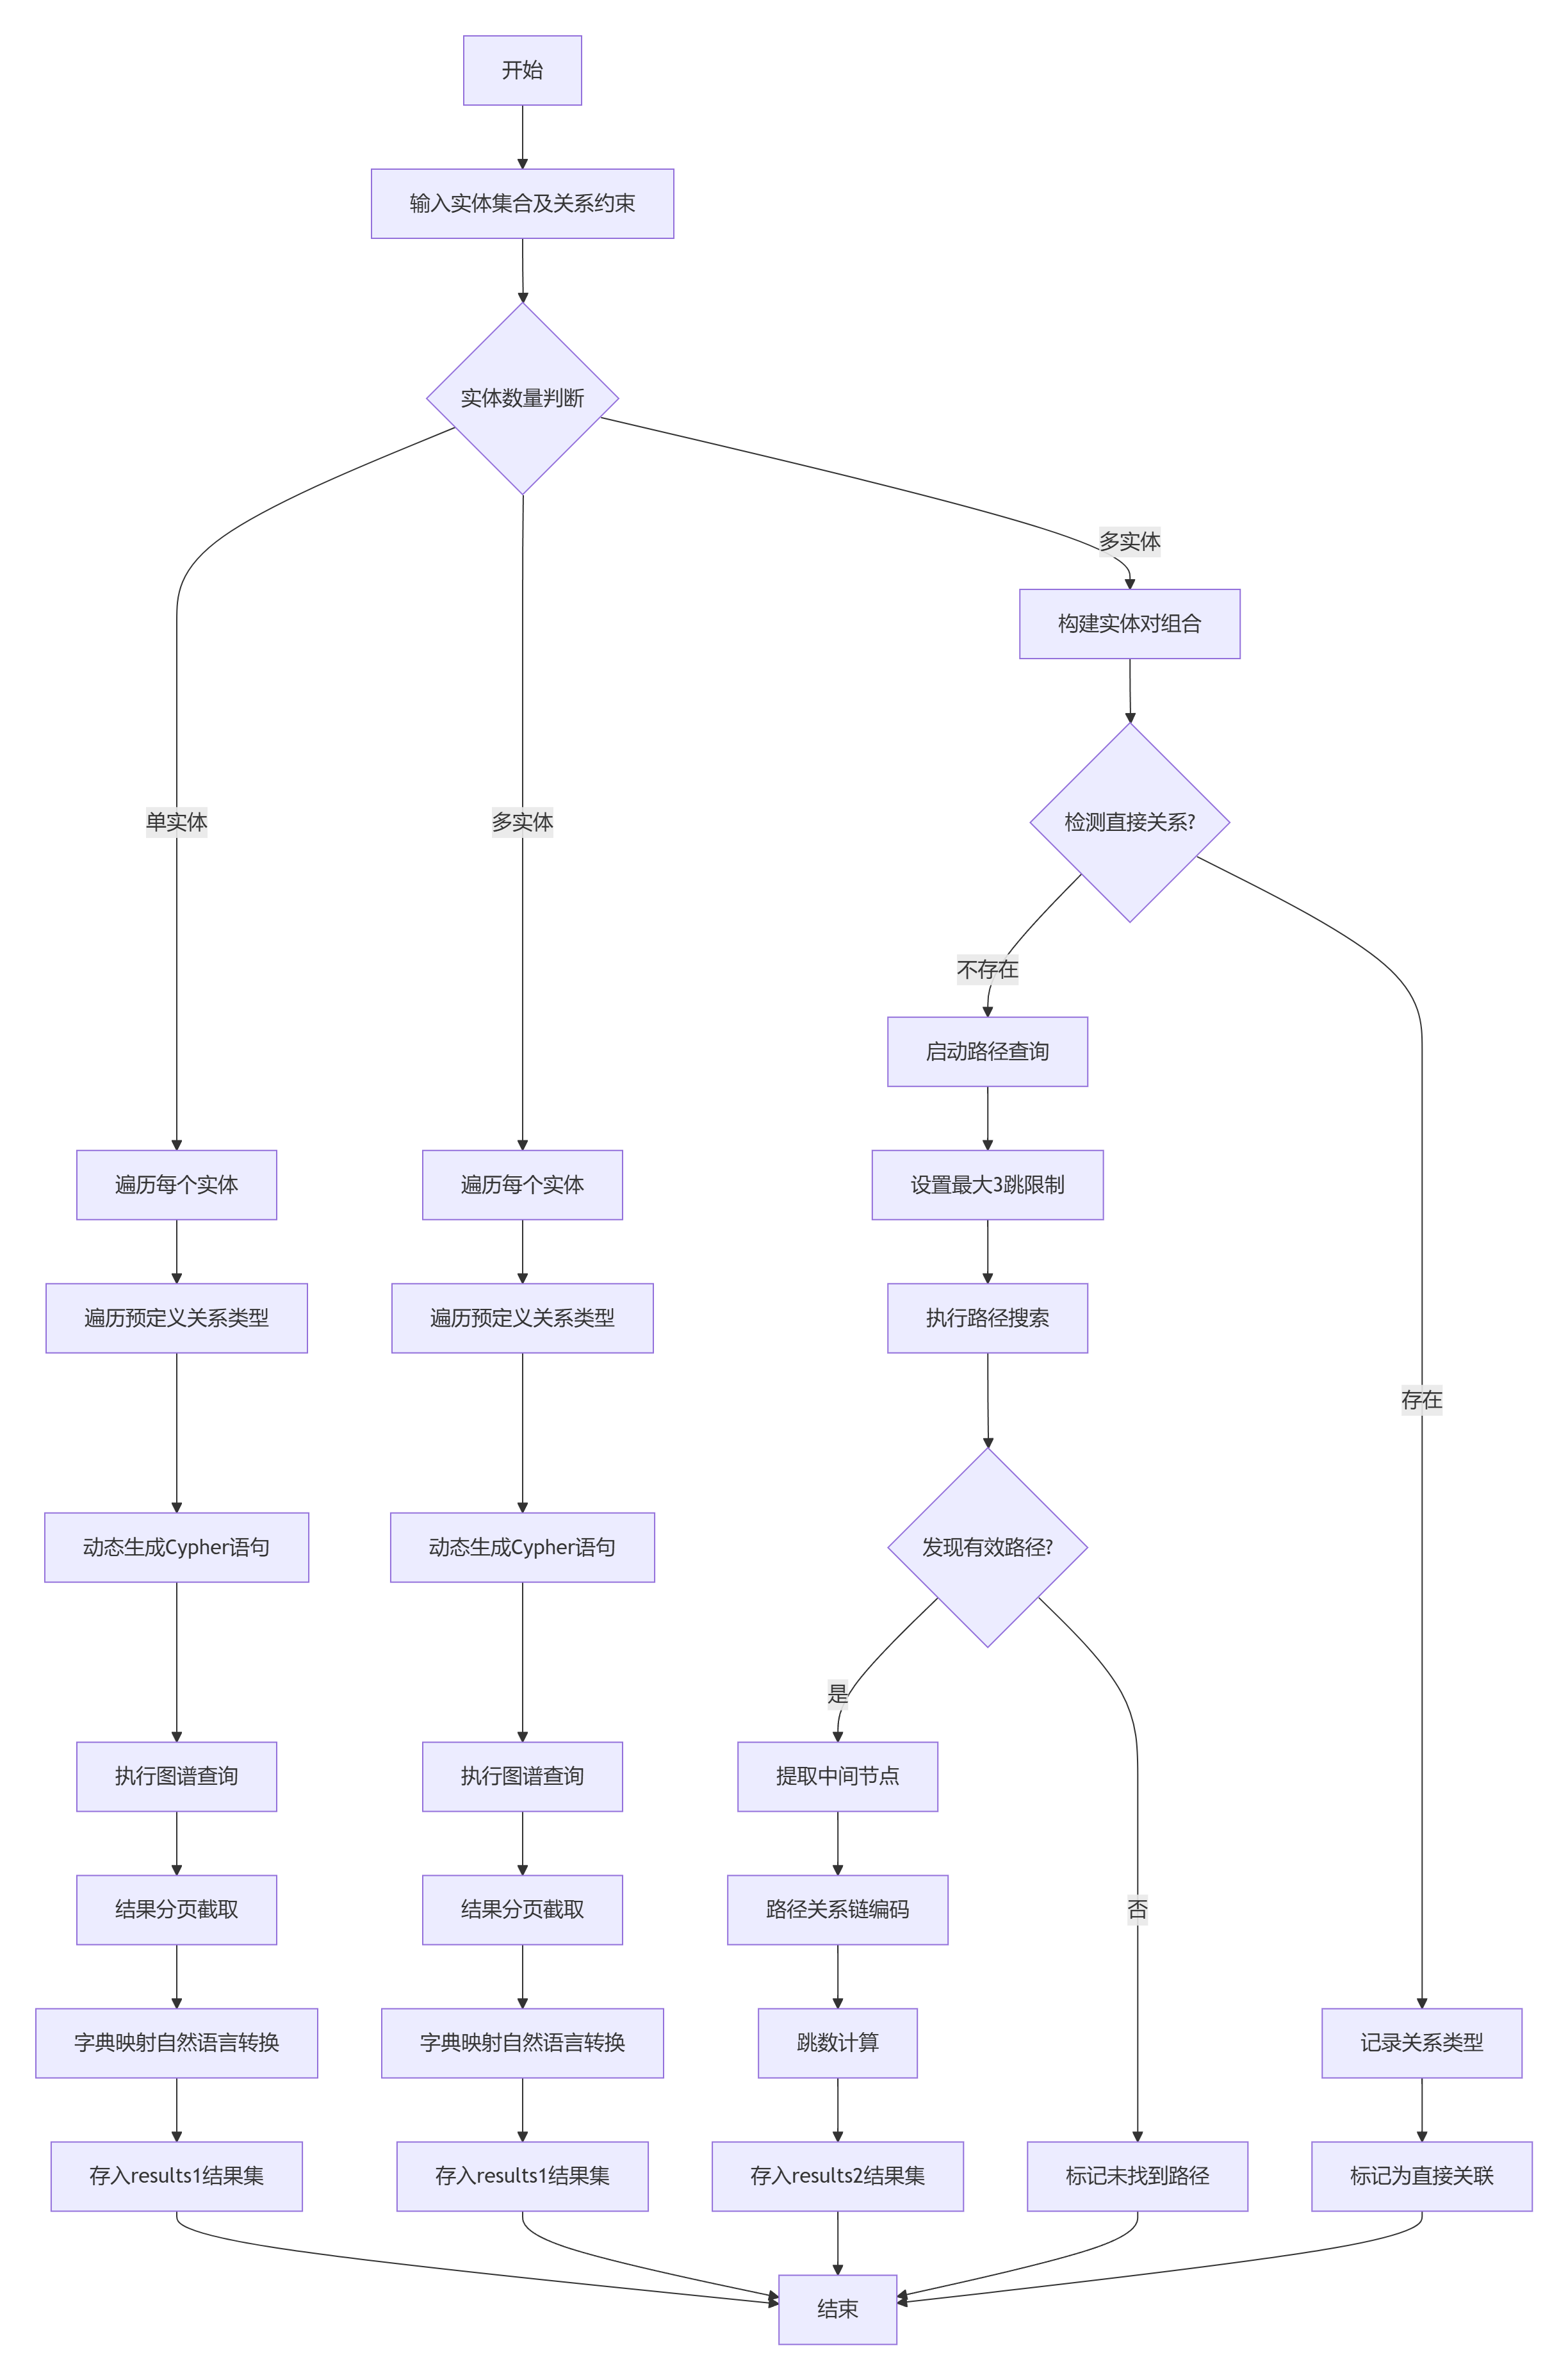 开始
输入实体集合及关系约束
实体数量判断
多实体
构建实体对组合
单实体
多实体
检测直接关系?
不存在
启动路径查询
遍历每个实体
遍历每个实体
设置最大3跳限制
遍历预定义关系类型
遍历预定义关系类型
执行路径搜索
存在
动态生成Cypher语句
动态生成Cypher语句
发现有效路径?
是
执行图谱查询
执行图谱查询
提取中间节点
结果分页截取
结果分页截取
路径关系链编码
否
字典映射自然语言转换
字典映射自然语言转换
跳数计算
记录关系类型
存入results1结果集
存入results1结果集
存入results2结果集
标记未找到路径
标记为直接关联
结束